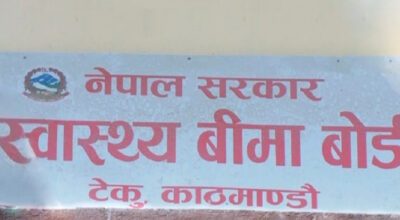 नेपाल सरकार
स्वास्थ्य बीमा बोर्ड
टेकु, काठमाण्डौ